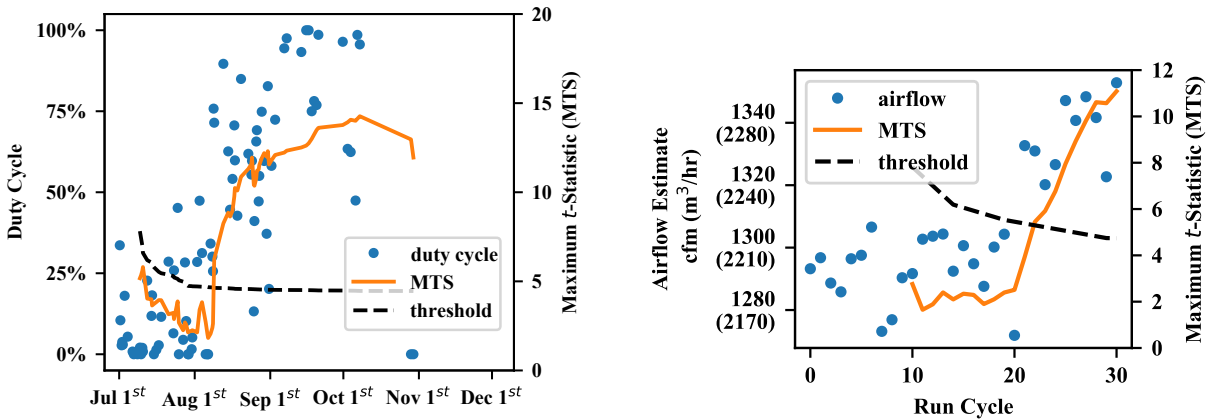 100%
75%
50%
25%
0%
Duty Cycle
20
15
10
5
0
Maximum t-Statistic (MTS)
duty cycle
MTS
threshold
Jul 1st
Aug 1st
Sep 1st
Oct 1st
Nov 1st
Dec 1st
1340
(2280)
1320
(2240)
1300
(2210)
1280
(2170)
Airflow Estimate
cfm (m³/hr)
airflow
MTS
threshold
12
10
8
6
4
2
0
Maximum t-Statistic (MTS)
0
10
20
30
Run Cycle